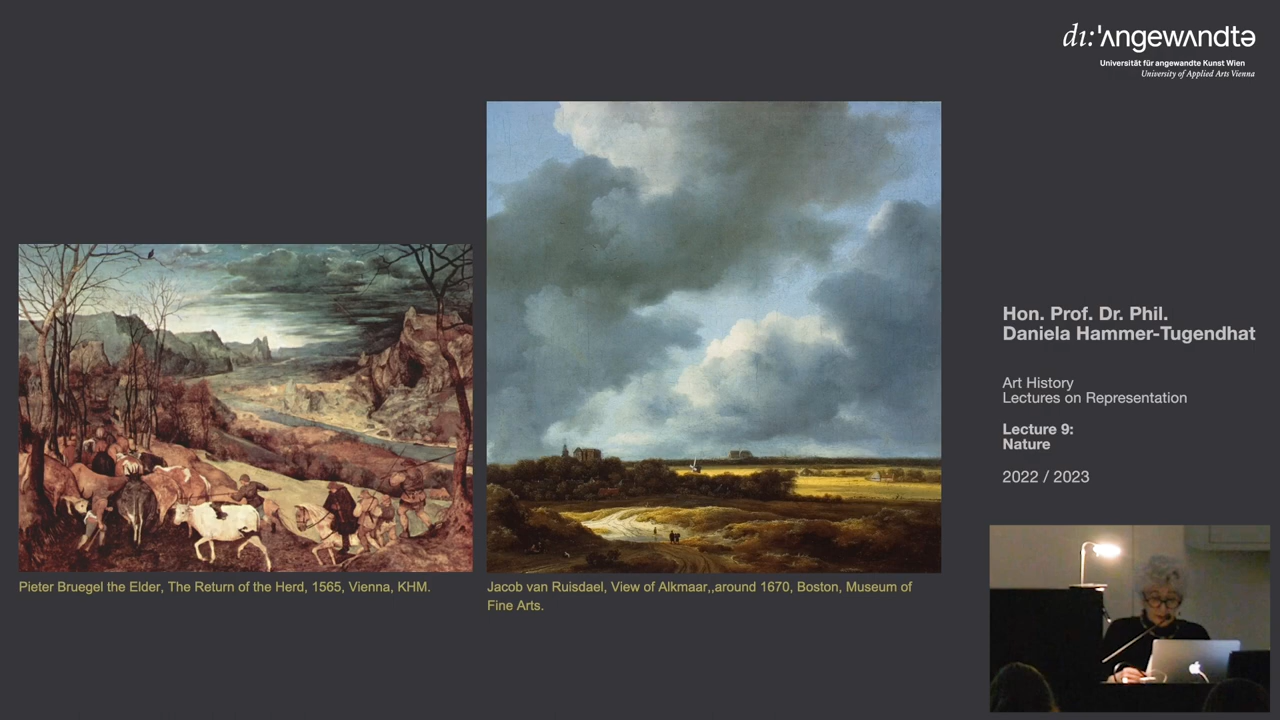 dı:ˈʌngewʌndtə
Universität für angewandte Kunst Wien
University of Applied Arts Vienna
Hon. Prof. Dr. Phil.
Daniela Hammer-Tugendhat
Art History
Lectures on Representation
Lecture 9:
Nature
2022 / 2023
Pieter Bruegel the Elder, The Return of the Herd, 1565, Vienna, KHM.
Jacob van Ruisdael, View of Alkmaar,,around 1670, Boston, Museum of
Fine Arts.